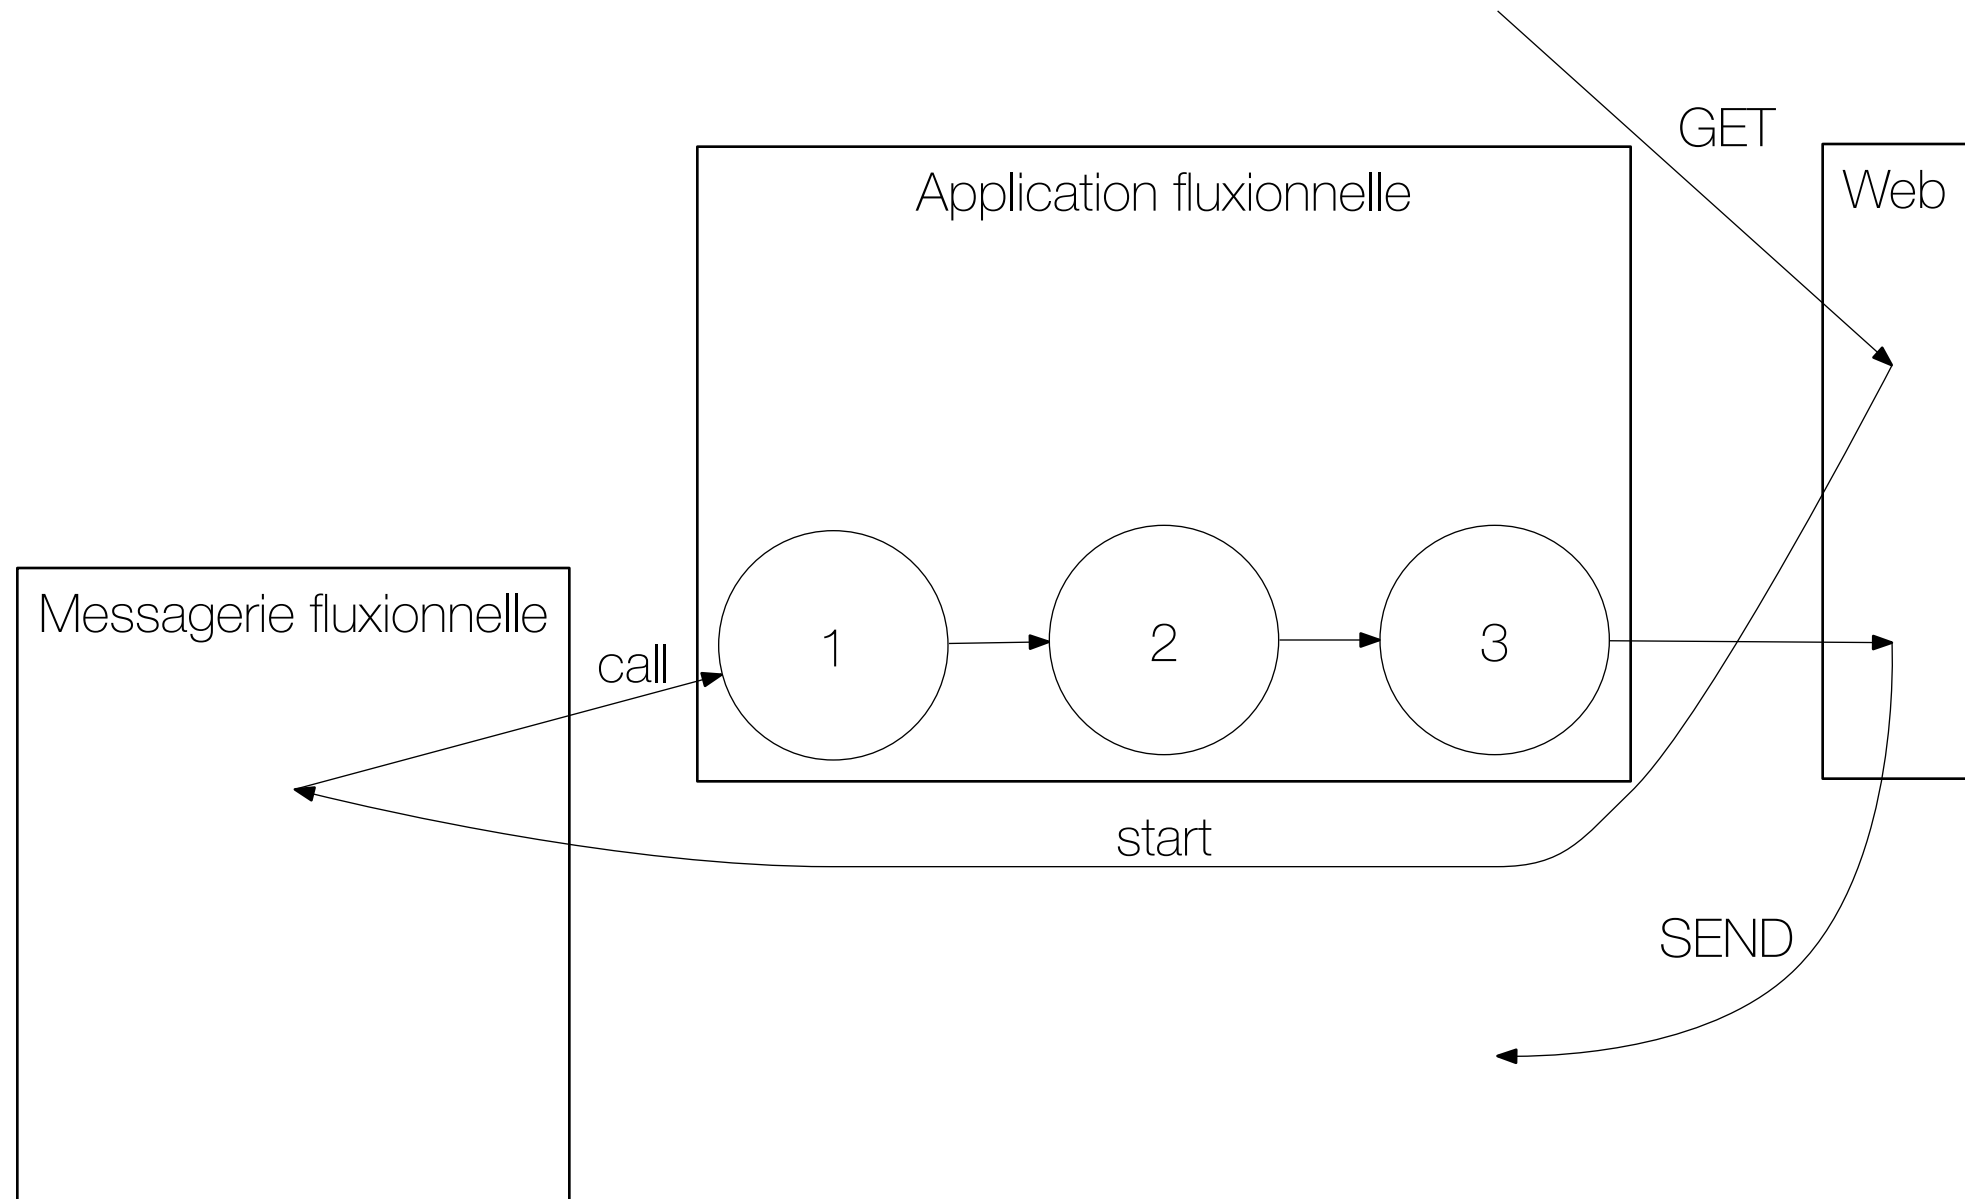 GET
Application fluxionnelle
Web
Messagerie fluxionnelle
call
1
2
3
start
SEND